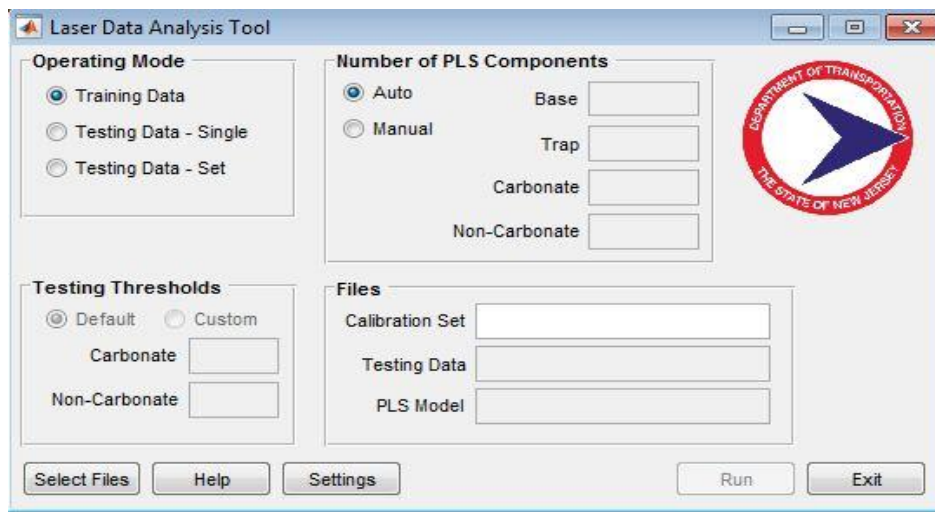 Laser Data Analysis Tool
Operating Mode
Training Data
Testing Data - Single
Testing Data - Set
Number of PLS Components
Auto
Manual
Base
Trap
Carbonate
Non-Carbonate
DEPARTMENT OF TRANSPORTATION
THE STATE OF NEW JERSEY
Testing Thresholds
Default Custom
Carbonate
Non-Carbonate
Files
Calibration Set
Testing Data
PLS Model
Select Files Help Settings Run Exit